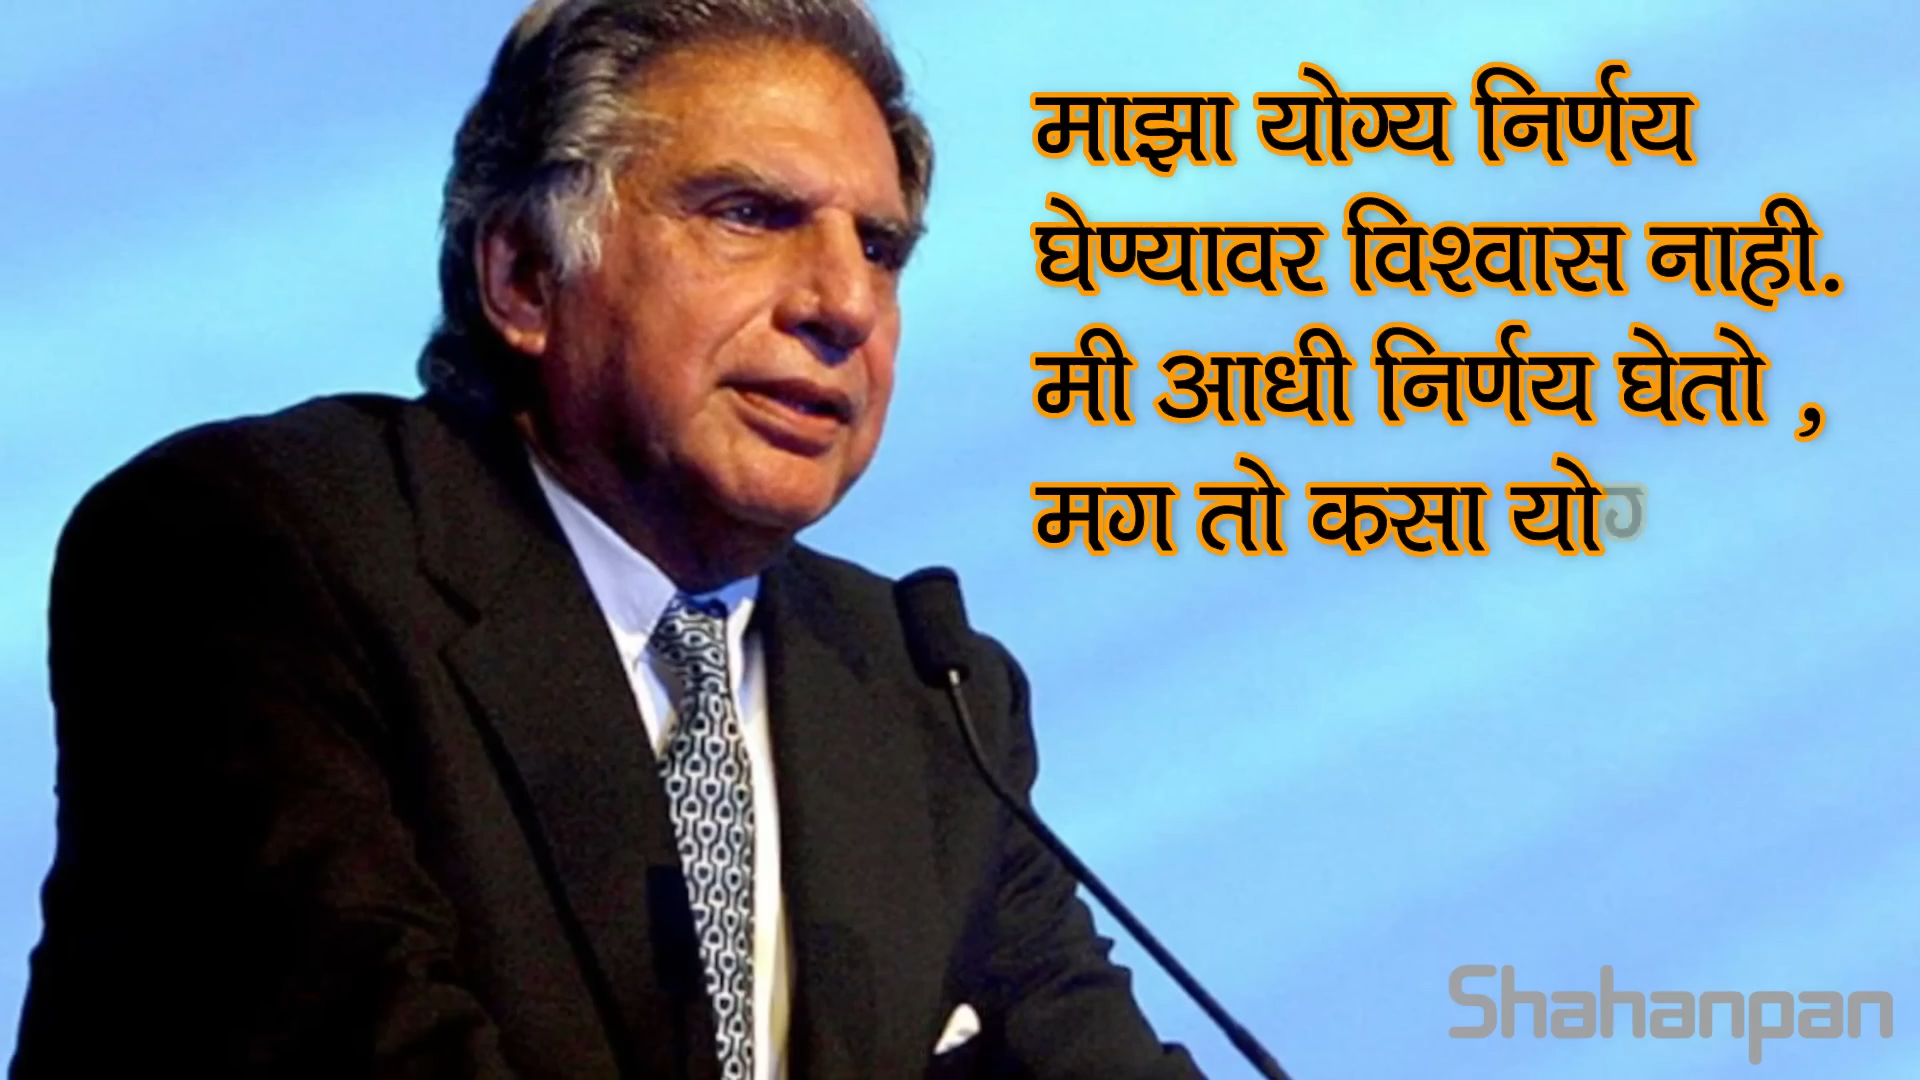 माझा योग्य निर्णय
घेण्यावर विश्वास नाही.
मी आधी निर्णय घेतो ,
मग तो कसा यो
Shahanpan